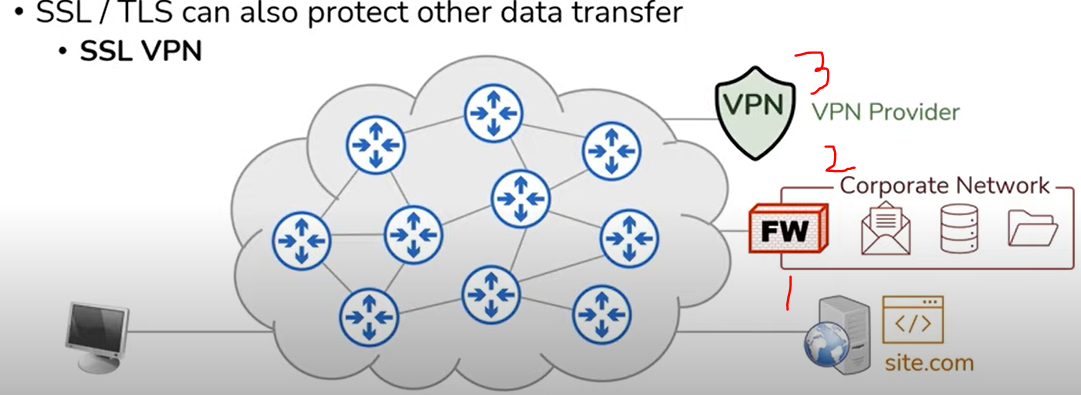 • SSL / TLS can also protect other data transfer
• SSL VPN
3
VPN
VPN Provider
2
Corporate Network
FW
1
</>
site.com